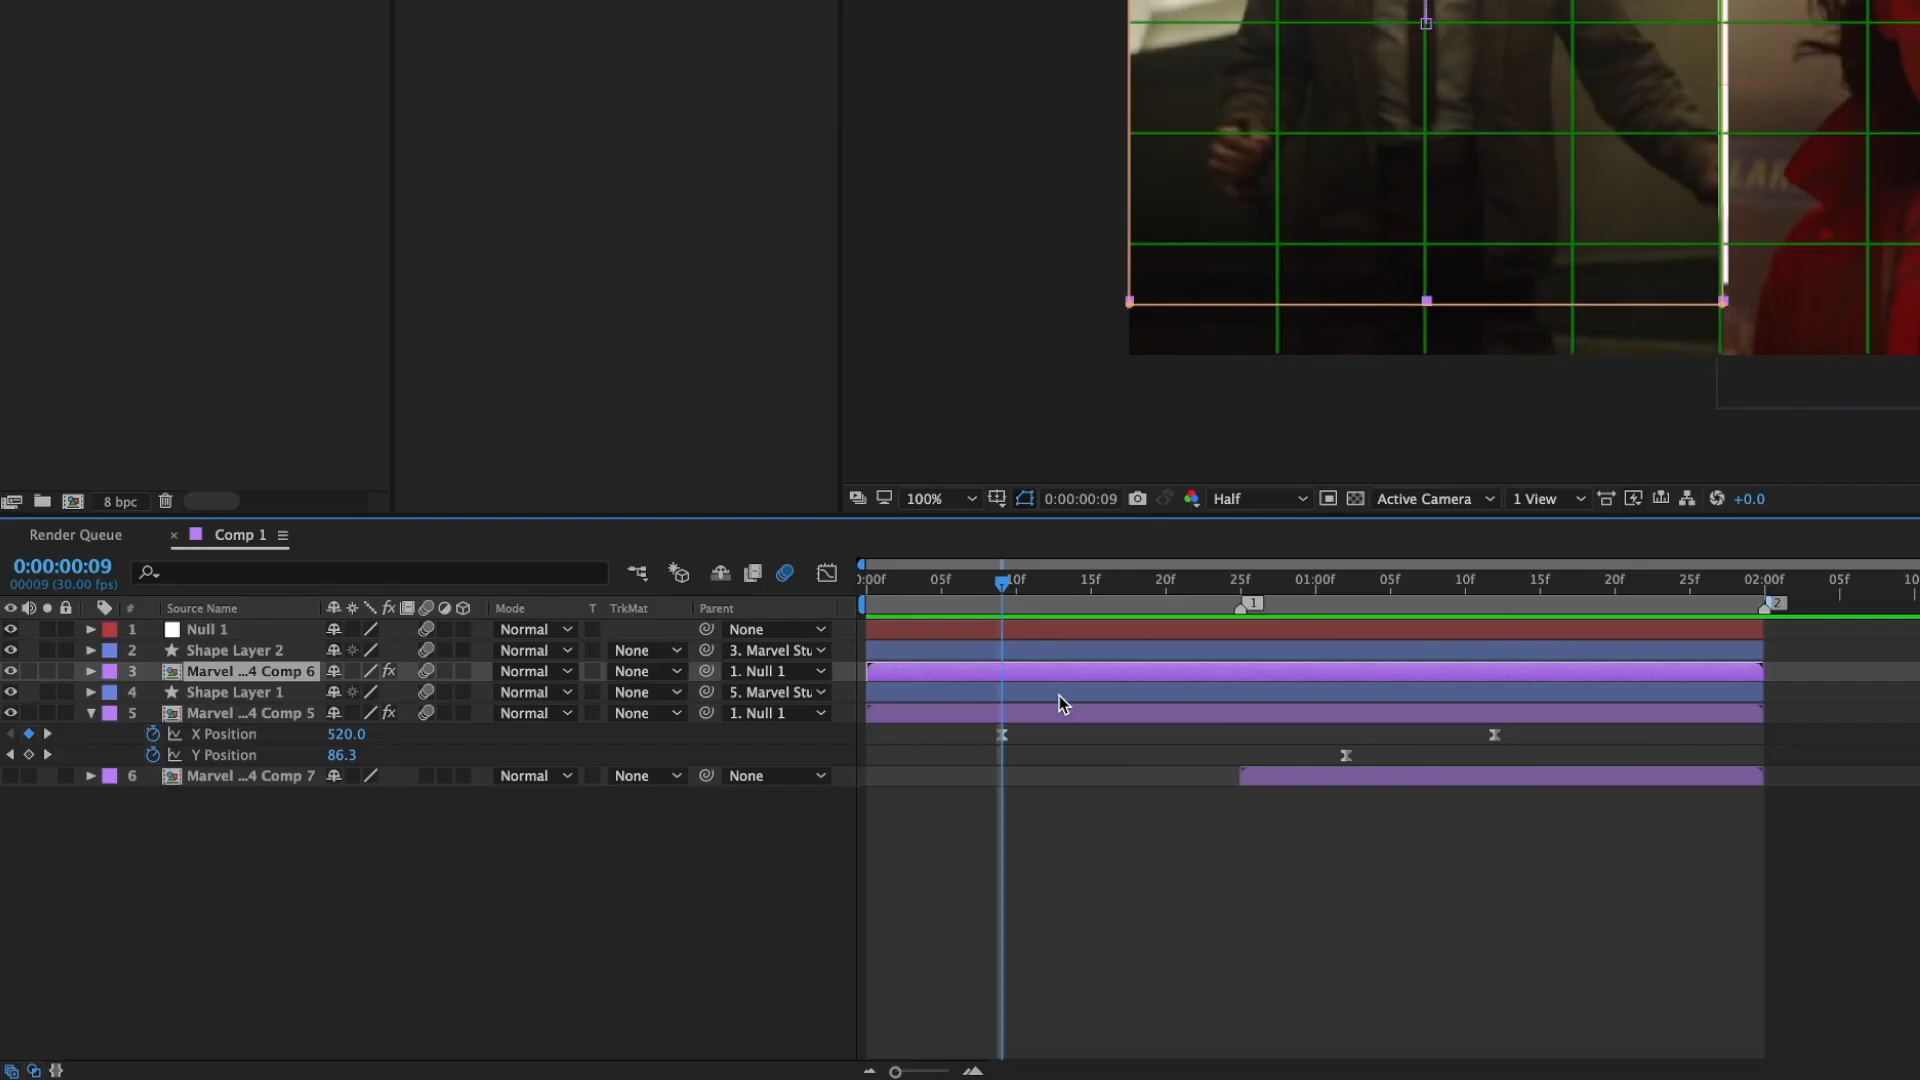 8 bpc
100%
0:00:00:09
Half
Active Camera
1 View
+0.0
Render Queue
× Comp 1
0:00:00:09
00009 (30.00 fps)
0:00f 05f 10f 15f 20f 25f 01:00f 05f 10f 15f 20f 25f 02:00f 05f 10
1 2
# Source Name fx Mode T TrkMat Parent
1 Null 1 Normal None
2 Shape Layer 2 Normal None 3. Marvel Stu
3 Marvel ...4 Comp 6 fx Normal None 1. Null 1
4 Shape Layer 1 Normal None 5. Marvel Stu
5 Marvel ...4 Comp 5 fx Normal None 1. Null 1
X Position 520.0
Y Position 86.3
6 Marvel ...4 Comp 7 Normal None None